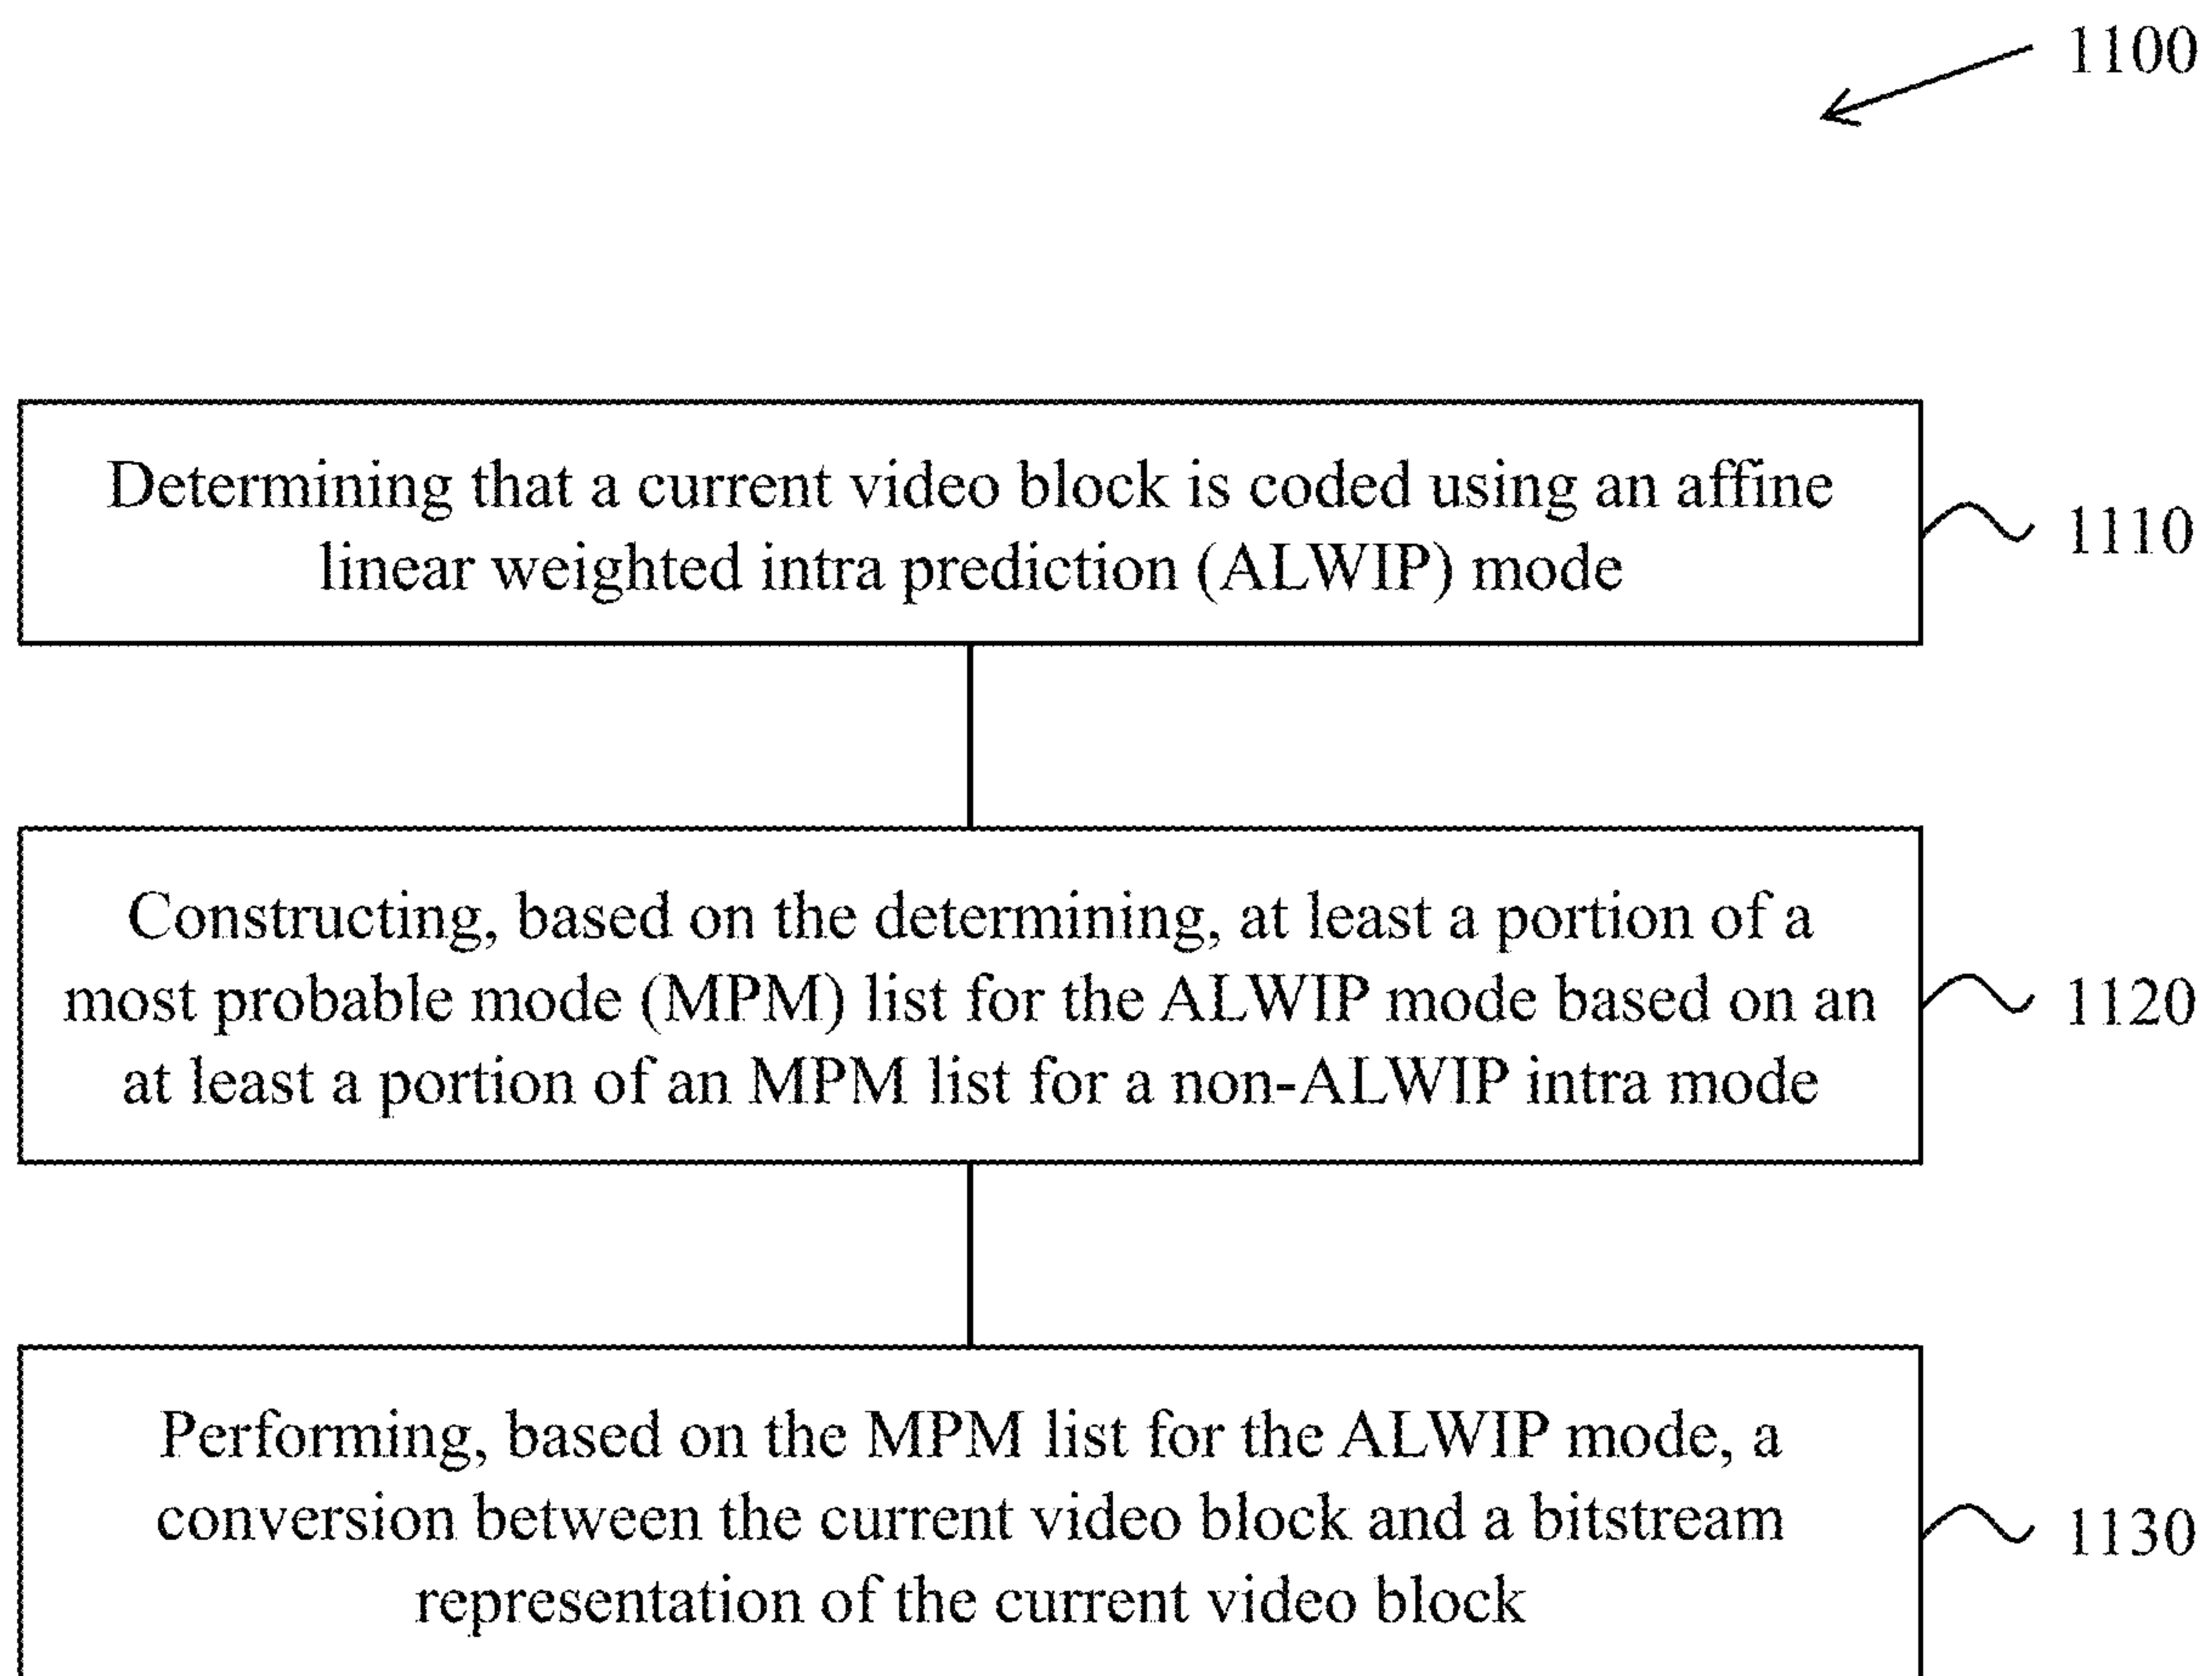 1100
Determining that a current video block is coded using an affine
linear weighted intra prediction (ALWIP) mode
1110
Constructing, based on the determining, at least a portion of a
most probable mode (MPM) list for the ALWIP mode based on an
at least a portion of an MPM list for a non-ALWIP intra mode
1120
Performing, based on the MPM list for the ALWIP mode, a
conversion between the current video block and a bitstream
representation of the current video block
1130